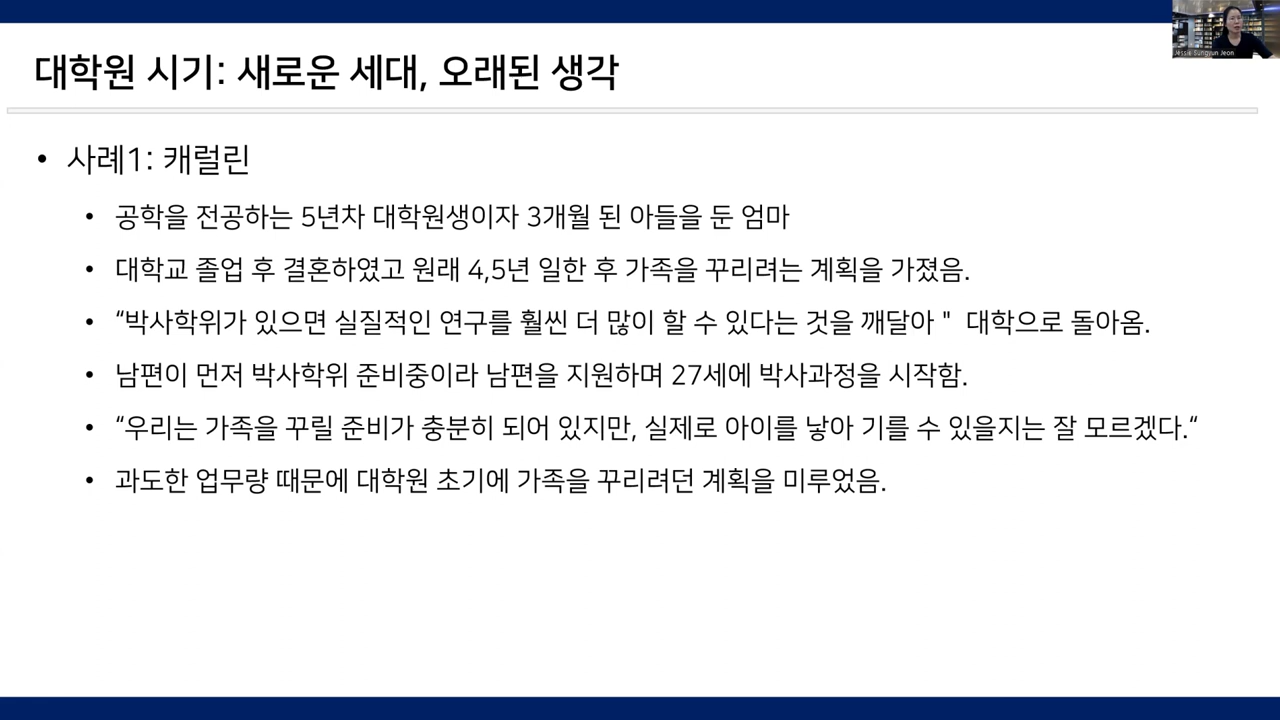 Jessie Sungyun Jeon
대학원 시기: 새로운 세대, 오래된 생각
• 사례1: 캐럴린
• 공학을 전공하는 5년차 대학원생이자 3개월 된 아들을 둔 엄마
• 대학교 졸업 후 결혼하였고 원래 4,5년 일한 후 가족을 꾸리려는 계획을 가졌음.
• “박사학위가 있으면 실질적인 연구를 훨씬 더 많이 할 수 있다는 것을 깨달아 " 대학으로 돌아옴.
• 남편이 먼저 박사학위 준비중이라 남편을 지원하며 27세에 박사과정을 시작함.
• “우리는 가족을 꾸릴 준비가 충분히 되어 있지만, 실제로 아이를 낳아 기를 수 있을지는 잘 모르겠다.“
• 과도한 업무량 때문에 대학원 초기에 가족을 꾸리려던 계획을 미루었음.